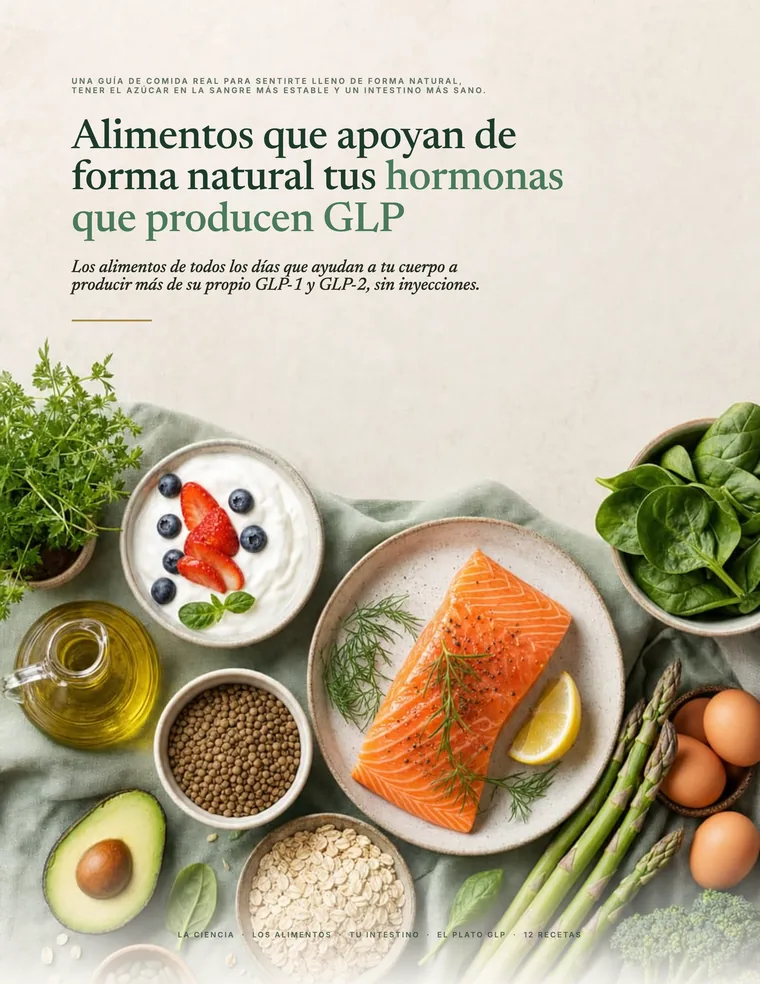 UNA GUÍA DE COMIDA REAL PARA SENTIRTE LLENO DE FORMA NATURAL,
TENER EL AZÚCAR EN LA SANGRE MÁS ESTABLE Y UN INTESTINO MÁS SANO.
Alimentos que apoyan de
forma natural tus hormonas
que producen GLP
Los alimentos de todos los días que ayudan a tu cuerpo a
producir más de su propio GLP-1 y GLP-2, sin inyecciones.
LA CIENCIA · LOS ALIMENTOS · TU INTESTINO · EL PLATO GLP · 12 RECETAS